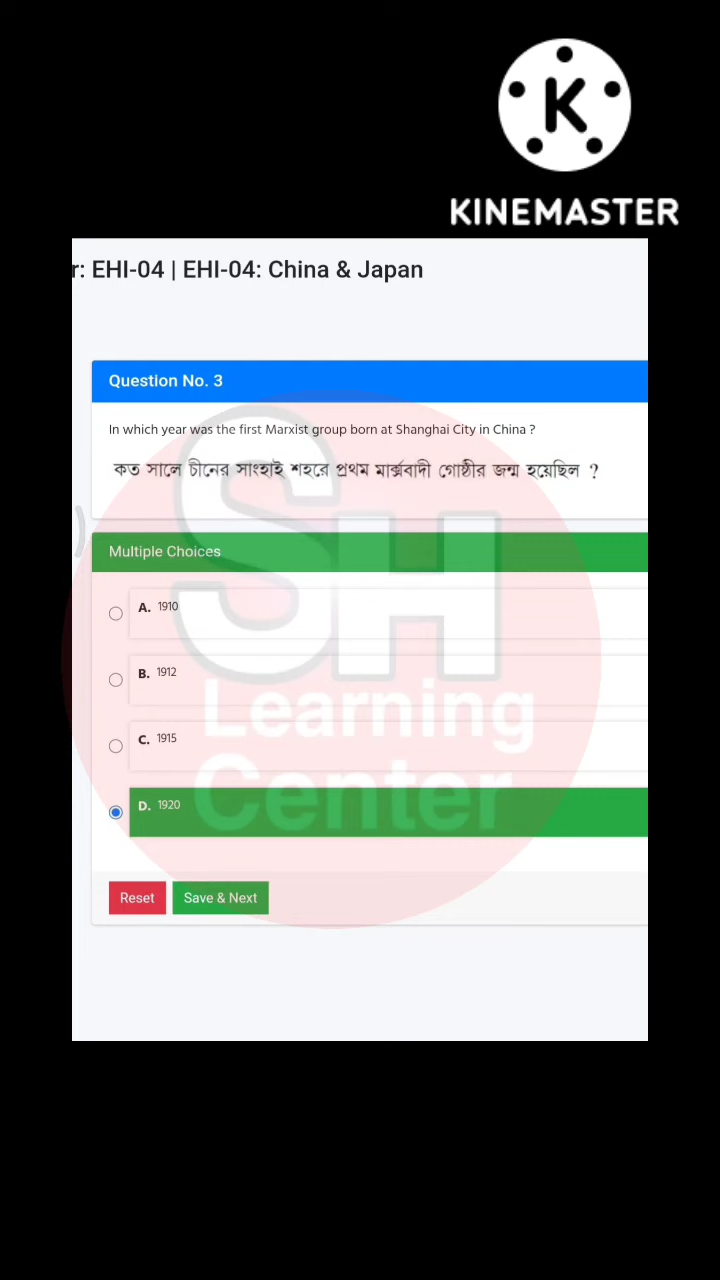 KINEMASTER
r: EHI-04 | EHI-04: China & Japan
Question No. 3
In which year was the first Marxist group born at Shanghai City in China ?
কত সালে চীনের সাংহাই শহরে প্রথম মার্ক্সবাদী গোষ্ঠীর জন্ম হয়েছিল ?
Multiple Choices
A. 1910
B. 1912
C. 1915
D. 1920
Reset Save & Next
SH
Learning
Center